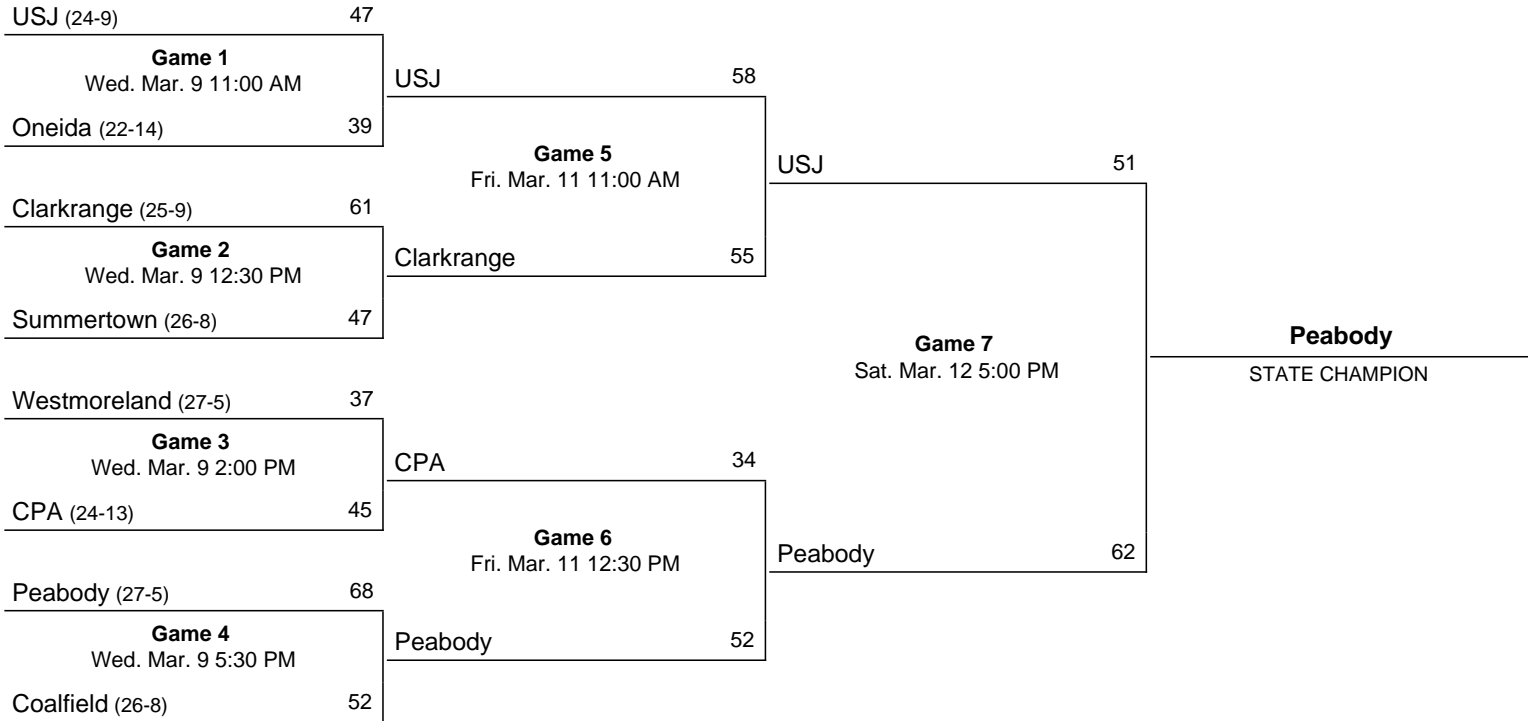 USJ (24-9) 47
Game 1
Wed. Mar. 9 11:00 AM
Oneida (22-14) 39
Clarkrange (25-9) 61
Game 2
Wed. Mar. 9 12:30 PM
Summertown (26-8) 47
Westmoreland (27-5) 37
Game 3
Wed. Mar. 9 2:00 PM
CPA (24-13) 45
Peabody (27-5) 68
Game 4
Wed. Mar. 9 5:30 PM
Coalfield (26-8) 52
USJ 58
Game 5
Fri. Mar. 11 11:00 AM
Clarkrange 55
CPA 34
Game 6
Fri. Mar. 11 12:30 PM
Peabody 52
USJ 51
Game 7
Sat. Mar. 12 5:00 PM
Peabody 62
Peabody
STATE CHAMPION